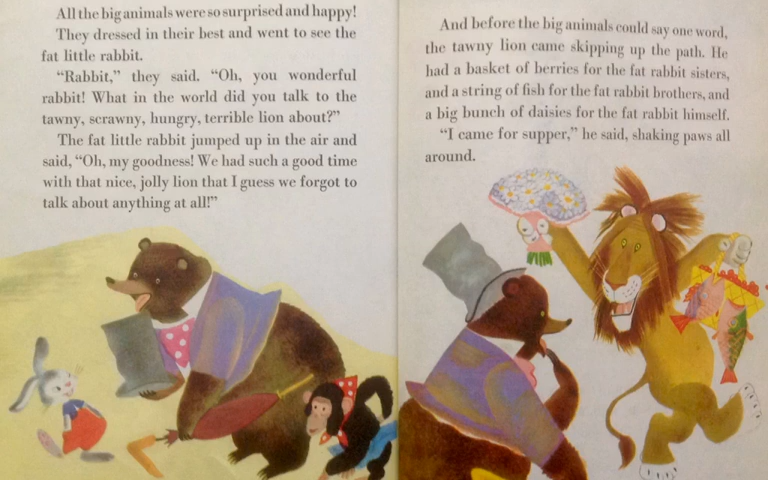 All the big animals were so surprised and happy!
They dressed in their best and went to see the
fat little rabbit.
“Rabbit,” they said. “Oh, you wonderful
rabbit! What in the world did you talk to the
tawny, scrawny, hungry, terrible lion about?”
The fat little rabbit jumped up in the air and
said, “Oh, my goodness! We had such a good time
with that nice, jolly lion that I guess we forgot to
talk about anything at all!”
And before the big animals could say one word,
the tawny lion came skipping up the path. He
had a basket of berries for the fat rabbit sisters,
and a string of fish for the fat rabbit brothers, and
a big bunch of daisies for the fat rabbit himself.
“I came for supper,” he said, shaking paws all
around.